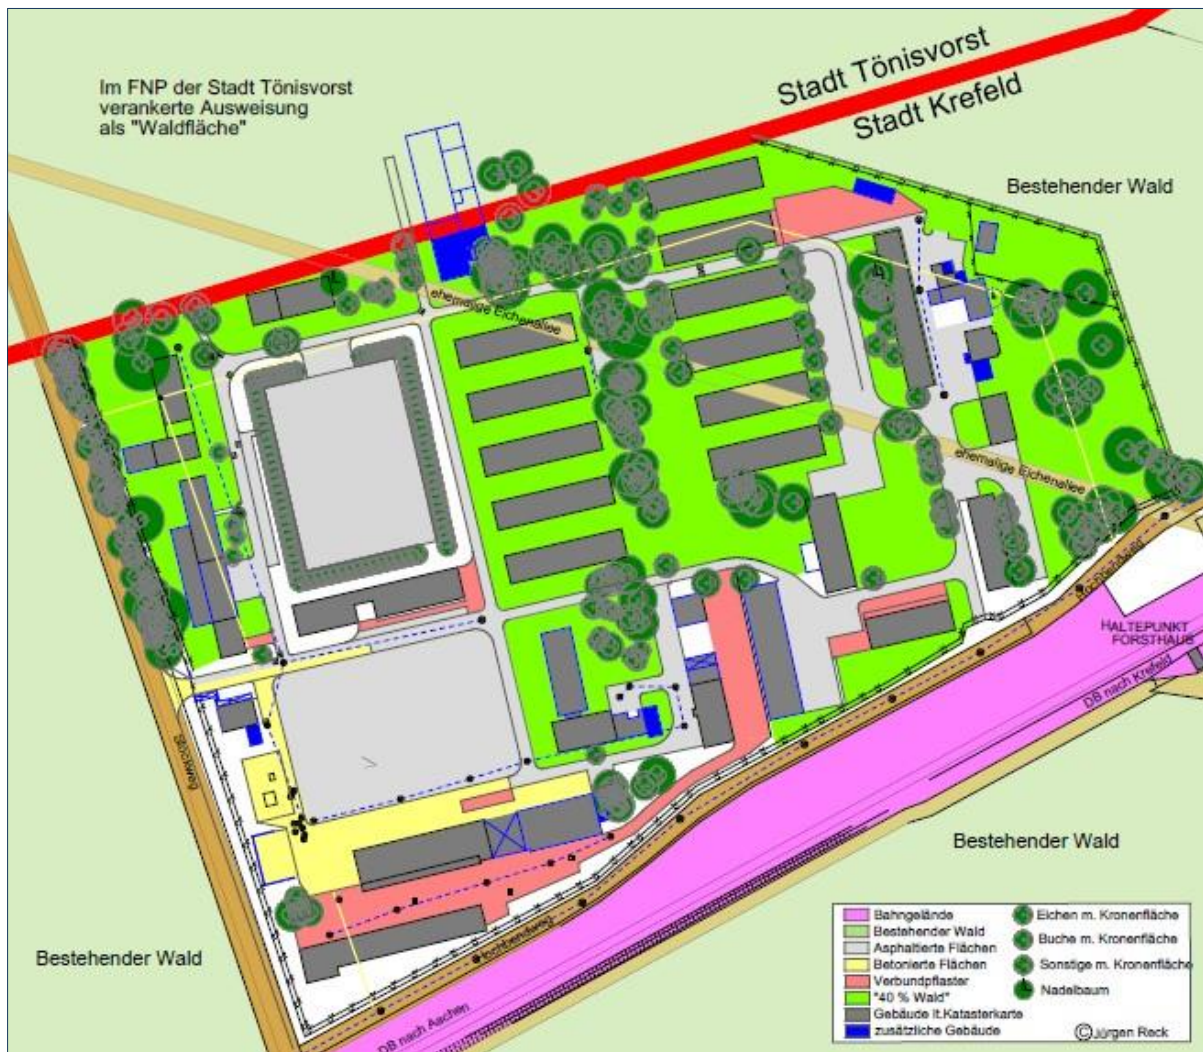 Im FNP der Stadt Tönisvorst
verankerte Ausweisung
als "Waldfläche"
Stadt Tönisvorst
Stadt Krefeld
Bestehender Wald
ehemalige Eichenallee
ehemalige Eichenallee
HALTEPUNKT
FORSTHAUS
DB nach Krefeld
Bestehender Wald
Bestehender Wald
DB nach Aachen
Bahngelände
Bestehender Wald
Asphaltierte Flächen
Betonierte Flächen
Verbundpflaster
"40 % Wald"
Gebäude lt.Katasterkarte
zusätzliche Gebäude
Eichen m. Kronenfläche
Buche m. Kronenfläche
Sonstige m. Kronenfläche
Nadelbaum
© Jürgen Reck